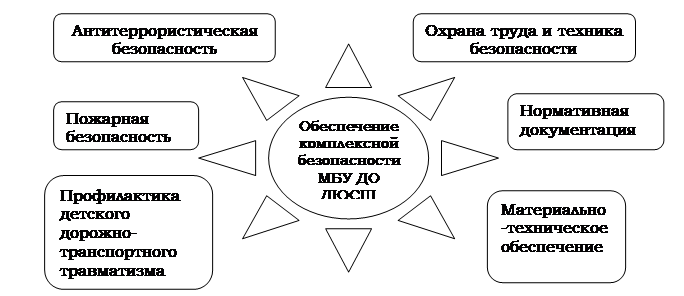 Антитеррористическая
безопасность
Охрана труда и техника
безопасности
Пожарная
безопасность
Обеспечение
комплексной
безопасности
МБУ ДО
ДЮСШ
Нормативная
документация
Профилактика
детского
дорожно-
транспортного
травматизма
Материально
-техническое
обеспечение